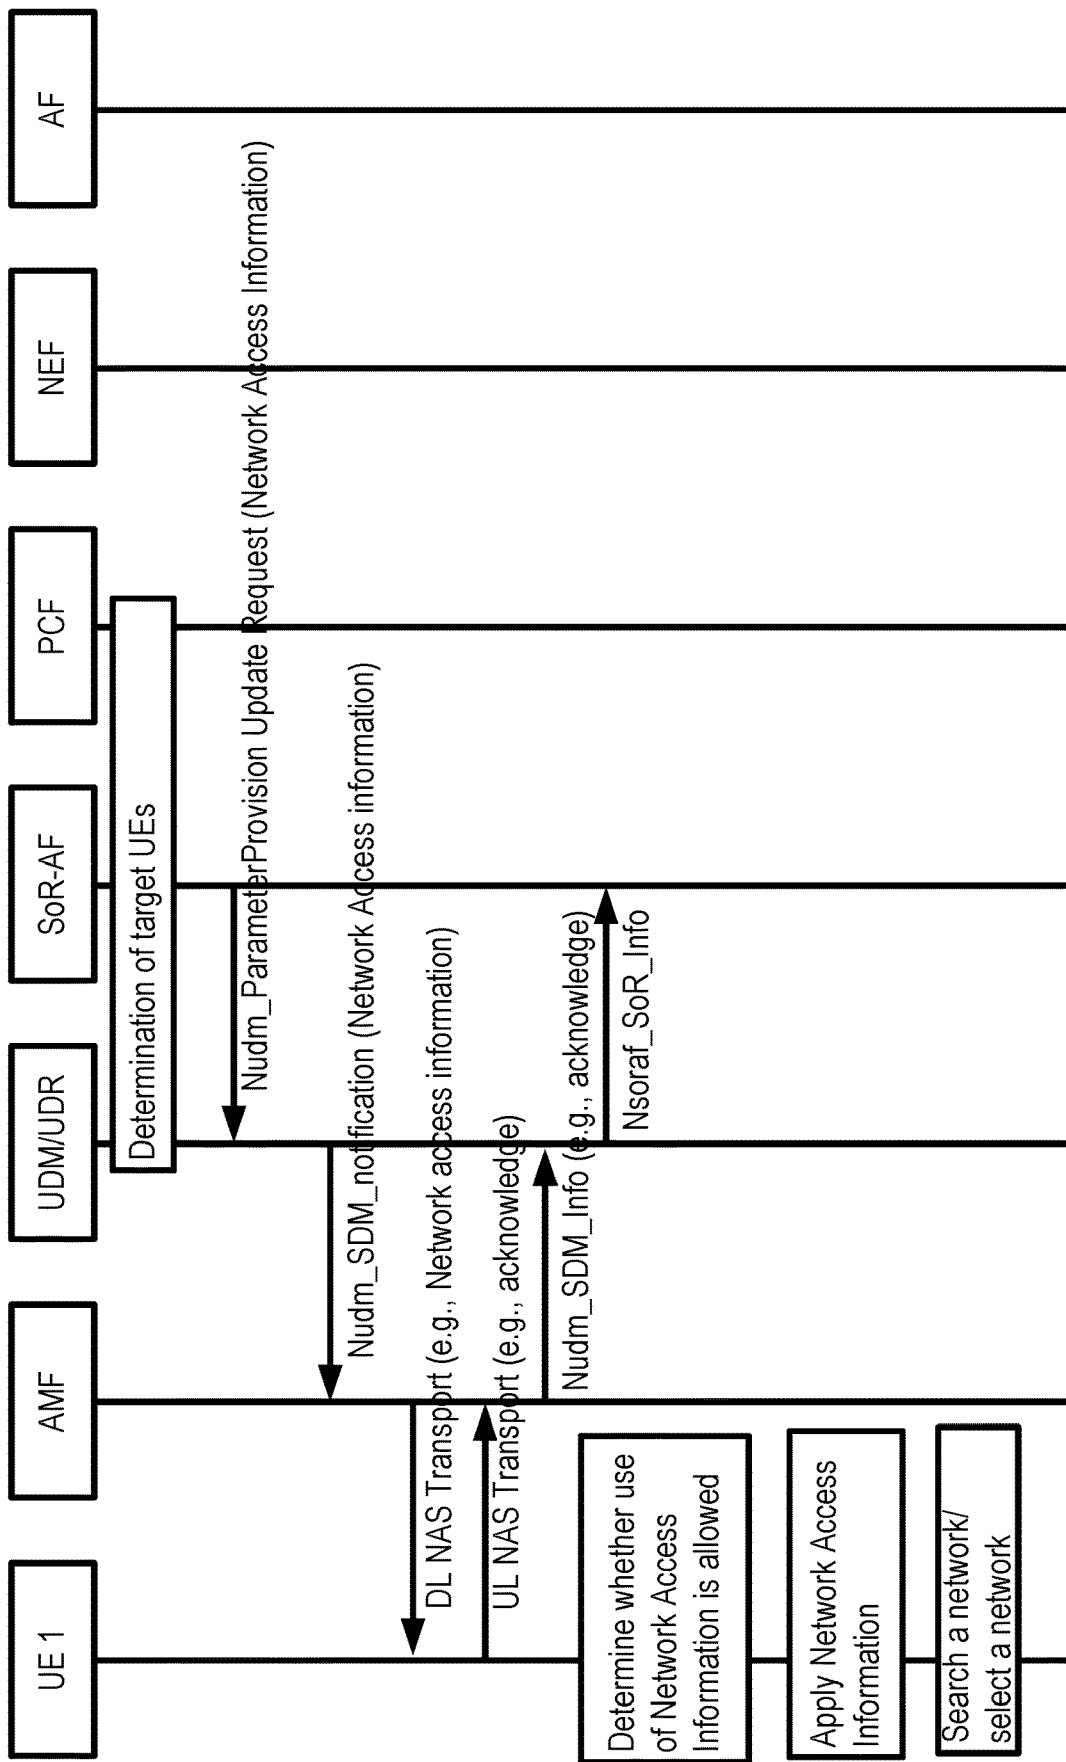 UE 1
AMF
UDM/UDR
SoR-AF
PCF
NEF
AF
Determination of target UEs
Nudm_ParameterProvision Update Request (Network Access Information)
Nudm_SDM_notification (Network Access information)
DL NAS Transport (e.g., Network access information)
UL NAS Transport (e.g., acknowledge)
Nudm_SDM_Info (e.g., acknowledge)
Nsoraf_SoR_Info
Determine whether use
of Network Access
Information is allowed
Apply Network Access
Information
Search a network/
select a network